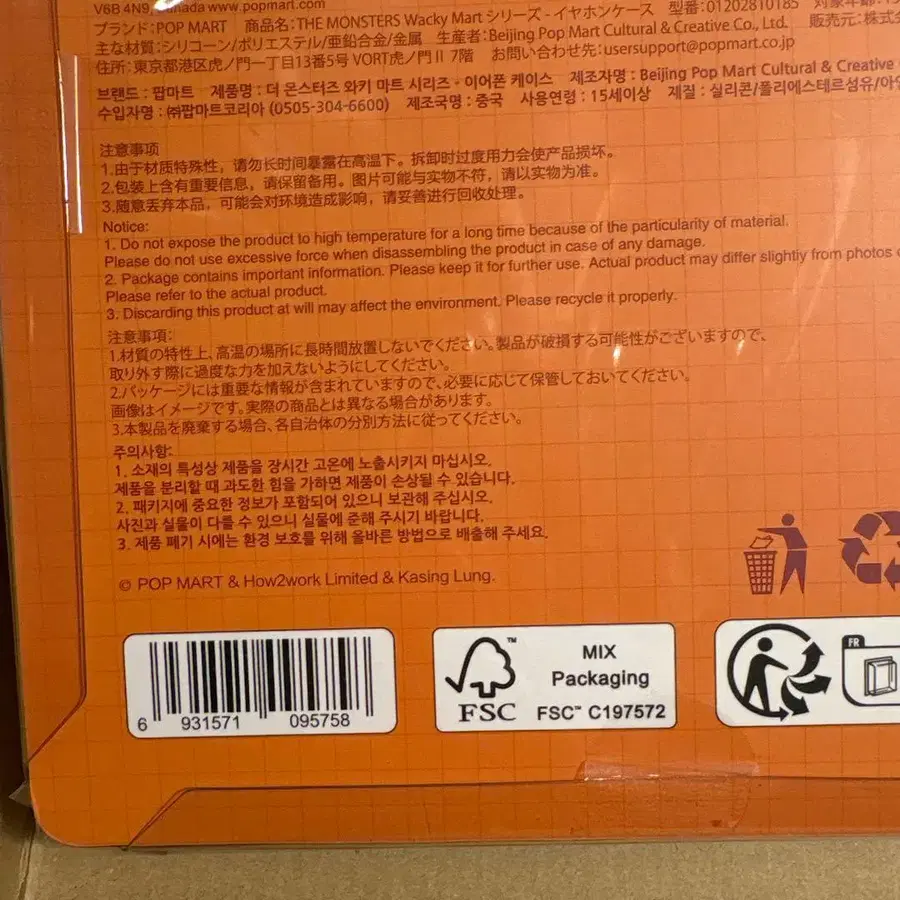 V6B 4N9, Canada www.popmart.com
ブランド:POP MART 商品名:THE MONSTERS Wacky Mart シリーズ - イヤホンケース 型番:01202810185
主な材質:シリコーン/ポリエステル/亜鉛合金/金属 生産者:Beijing Pop Mart Cultural & Creative Co., Ltd. 販売元:株式
住所:東京都港区虎ノ門一丁目13番5号 VORT虎ノ門II 7階 お問い合わせ先:usersupport@popmart.co.jp
브랜드 : 팝마트 제품명 : 더 몬스터즈 와키 마트 시리즈 - 이어폰 케이스 제조자명 : Beijing Pop Mart Cultural & Creative
수입자명 : ㈜팝마트코리아 (0505-304-6600) 제조국명 : 중국 사용연령 : 15세이상 재질 : 실리콘/폴리에스테르섬유/아
注意事项
1.由于材质特殊性，请勿长时间暴露在高温下。拆卸时过度用力会使产品损坏。
2.包装上含有重要信息，请保留备用。图片可能与实物不符，请以实物为准。
3.随意丢弃本品，可能会对环境造成影响，请妥善进行回收处理。
Notice:
1. Do not expose the product to high temperature for a long time because of the particularity of material.
Please do not use excessive force when disassembling the product in case of any damage.
2. Package contains important information. Please keep it for further use. Actual product may differ slightly from photos
Please refer to the actual product.
3. Discarding this product at will may affect the environment. Please recycle it properly.
注意事項:
1.材質の特性上、高温の場所に長時間放置しないでください。製品が破損する可能性がございますので、
取り外す際に過度な力を加えないようにしてください。
2.パッケージには重要な情報が含まれていますので、必要に応じて保管しておいてください。
画像はイメージです。実際の商品とは異なる場合があります。
3.本製品を廃棄する場合、各自治体の分別方法に従ってください。
주의사항:
1. 소재의 특성상 제품을 장시간 고온에 노출시키지 마십시오.
제품을 분리할 때 과도한 힘을 가하면 제품이 손상될 수 있습니다.
2. 패키지에 중요한 정보가 포함되어 있으니 보관해 주십시오.
사진과 실물이 다를 수 있으니 실물에 준해 주시기 바랍니다.
3. 제품 폐기 시에는 환경 보호를 위해 올바른 방법으로 배출해 주세요.
© POP MART & How2work Limited & Kasing Lung.
6 931571 095758
FSC™
MIX
Packaging
FSC™ C197572
FR